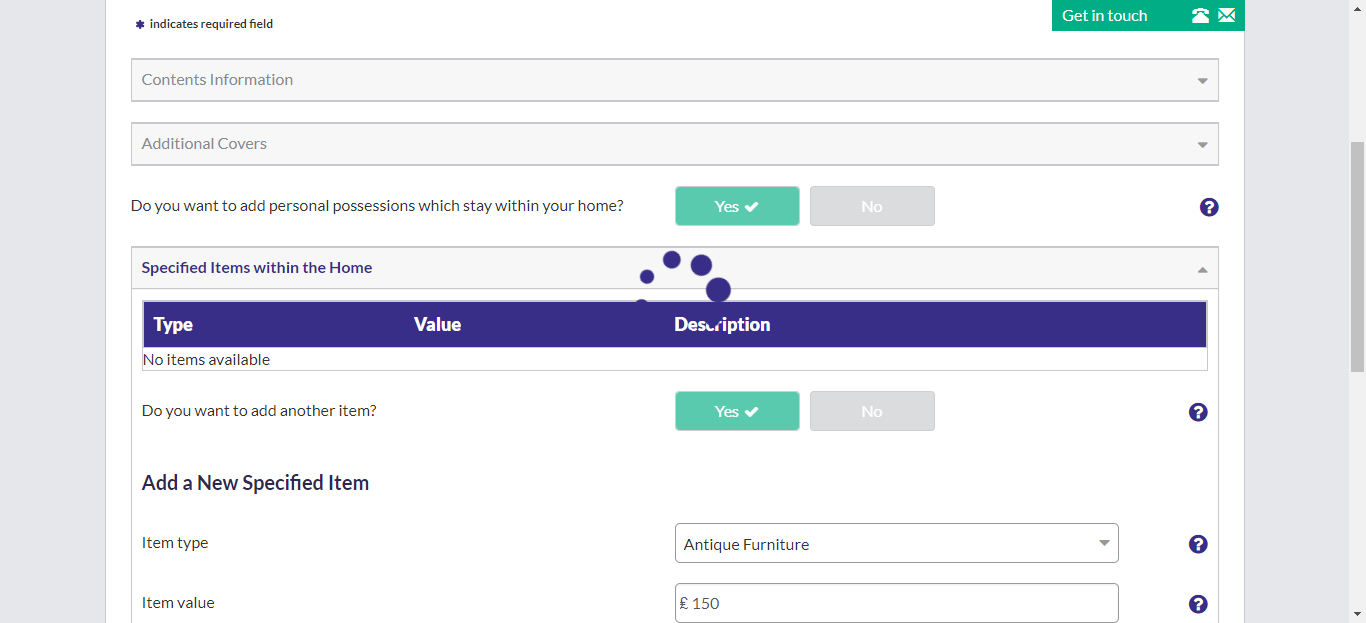 ✱ indicates required field
Get in touch
Contents Information
Additional Covers
Do you want to add personal possessions which stay within your home?
Yes ✔
No
?
Specified Items within the Home
Type Value Description
No items available
Do you want to add another item?
Yes ✔
No
?
Add a New Specified Item
Item type
Antique Furniture
?
Item value
£ 150
?